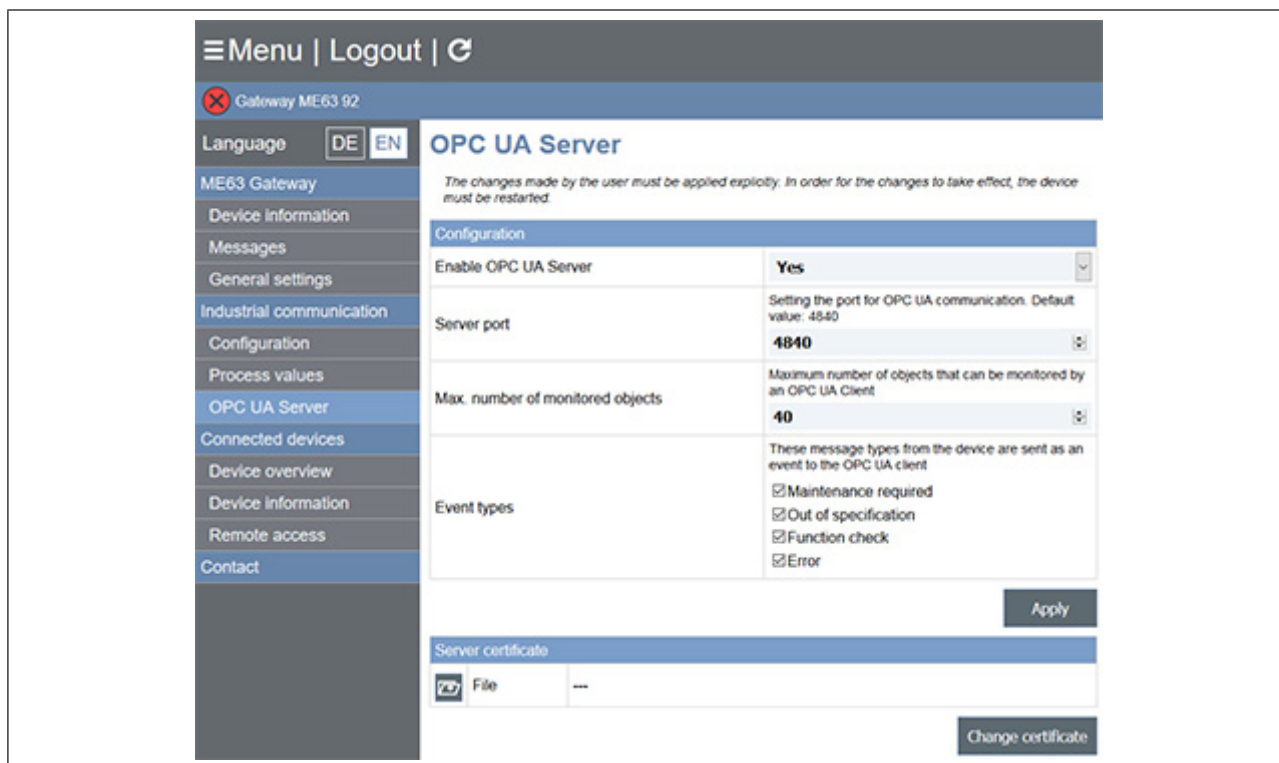 ☰Menu | Logout |
Gateway ME63 92
Language DE EN
ME63 Gateway
Device information
Messages
General settings
Industrial communication
Configuration
Process values
OPC UA Server
Connected devices
Device overview
Device information
Remote access
Contact
OPC UA Server
The changes made by the user must be applied explicitly. In order for the changes to take effect, the device
must be restarted.
Configuration
Enable OPC UA Server
Yes
Server port
Setting the port for OPC UA communication. Default
value: 4840
4840
Max. number of monitored objects
Maximum number of objects that can be monitored by
an OPC UA Client
40
Event types
These message types from the device are sent as an
event to the OPC UA client
☑Maintenance required
☑Out of specification
☑Function check
☑Error
Apply
Server certificate
File ---
Change certificate